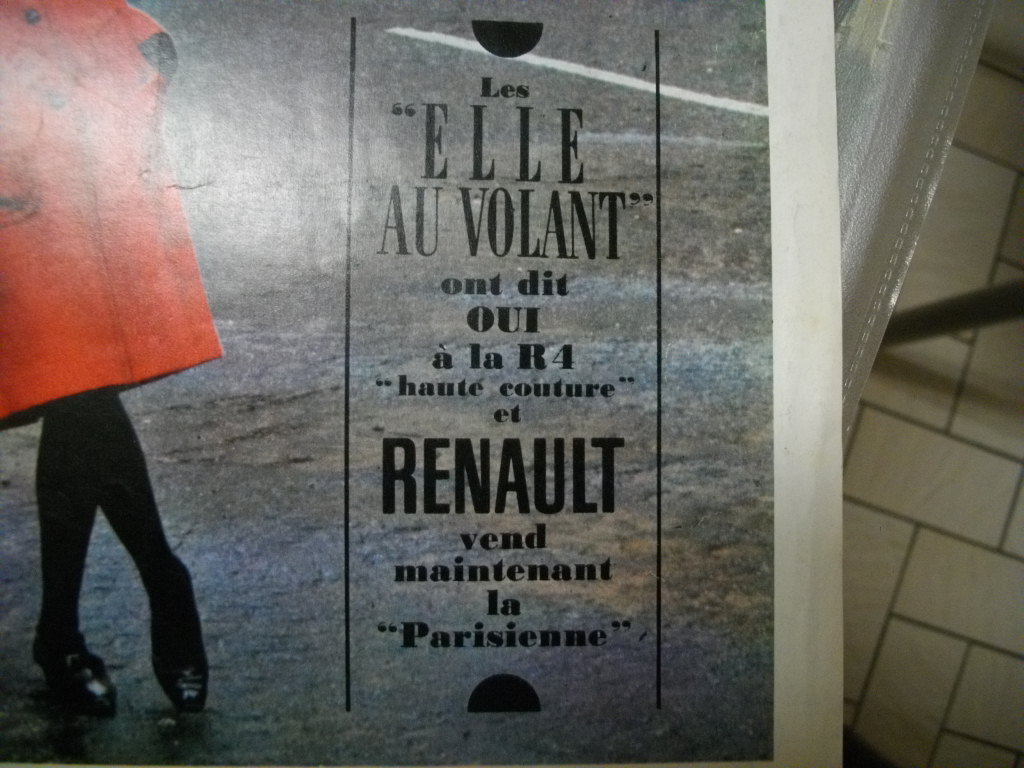 Les
“ELLE
AU VOLANT”
ont dit
OUI
à la R4
“haute couture”
et
RENAULT
vend
maintenant
la
“Parisienne”